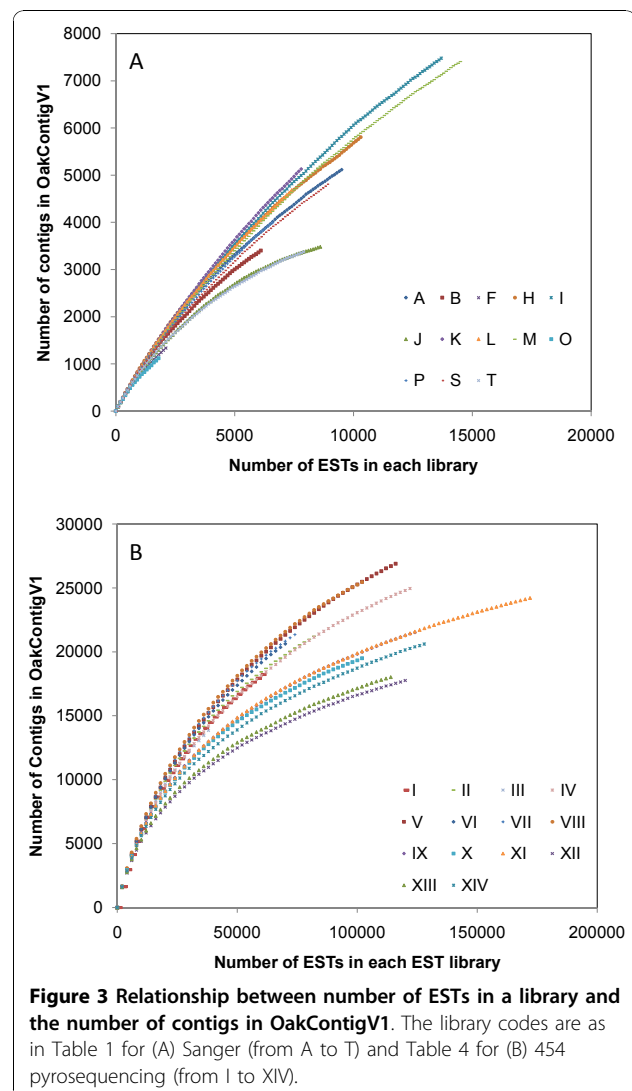 A
8000
7000
6000
5000
4000
3000
2000
1000
0
0 5000 10000 15000 20000
Number of contigs in OakContigV1
Number of ESTs in each library
A B F H I
J K L M O
P S T
B
30000
25000
20000
15000
10000
5000
0
0 50000 100000 150000 200000
Number of Contigs in OakContigV1
Number of ESTs in each EST library
I II III IV
V VI VII VIII
IX X XI XII
XIII XIV
Figure 3 Relationship between number of ESTs in a library and
the number of contigs in OakContigV1. The library codes are as
in Table 1 for (A) Sanger (from A to T) and Table 4 for (B) 454
pyrosequencing (from I to XIV).